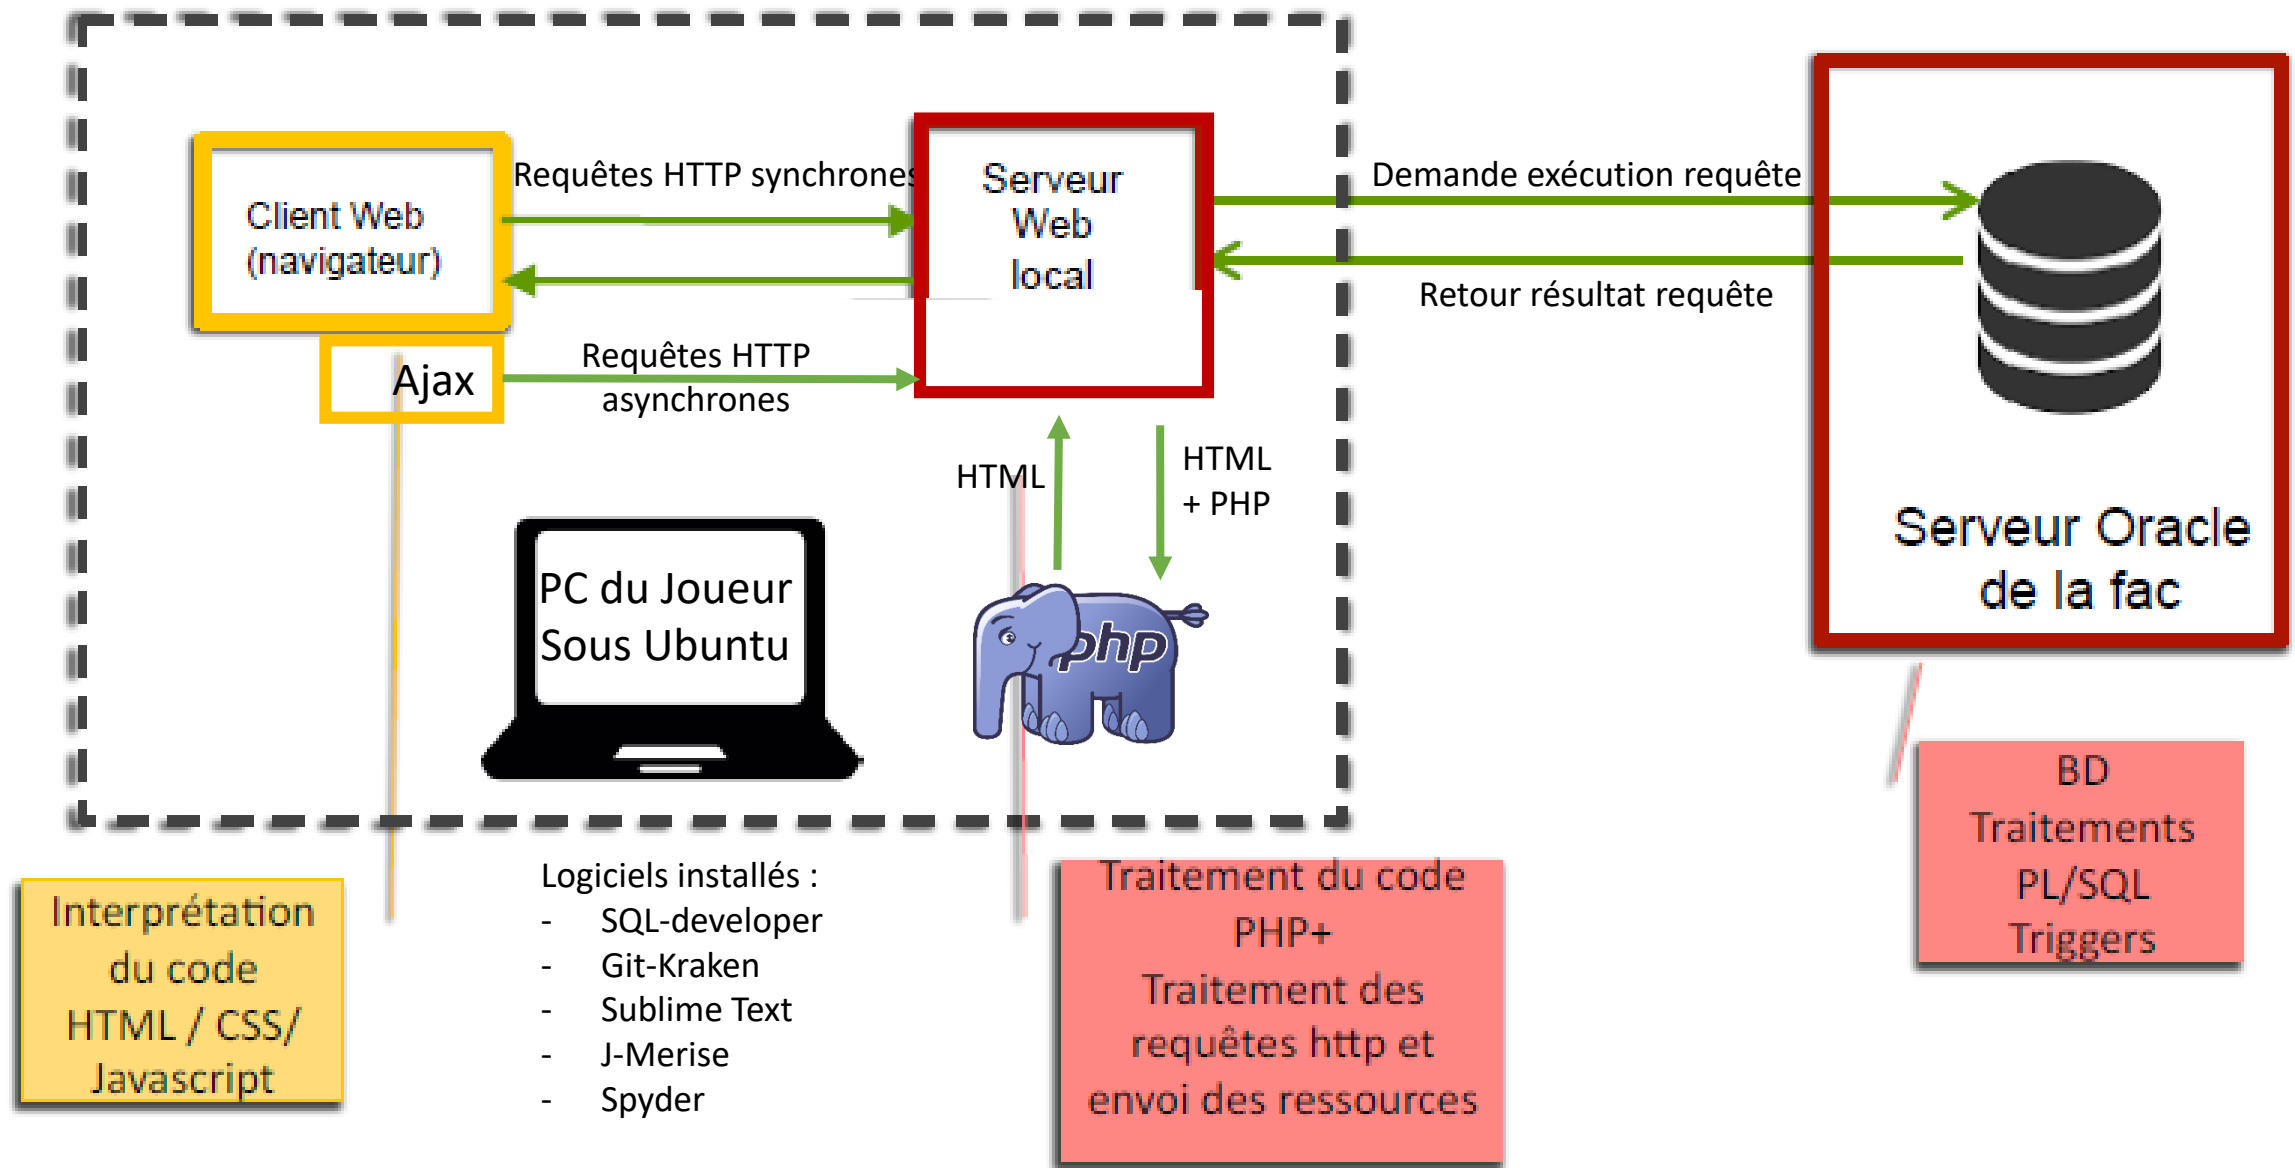 Requêtes HTTP synchrones
Client Web
(navigateur)
Serveur
Web
local
Demande exécution requête
Retour résultat requête
Ajax
Requêtes HTTP
asynchrones
HTML
HTML
+ PHP
php
PC du Joueur
Sous Ubuntu
Serveur Oracle
de la fac
BD
Traitements
PL/SQL
Triggers
Interprétation
du code
HTML / CSS/
Javascript
Logiciels installés :
- SQL-developer
- Git-Kraken
- Sublime Text
- J-Merise
- Spyder
Traitement du code
PHP+
Traitement des
requêtes http et
envoi des ressources